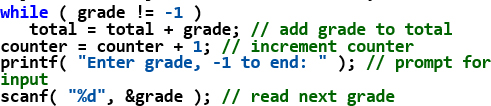 while ( grade != -1 )
total = total + grade; // add grade to total
counter = counter + 1; // increment counter
printf( "Enter grade, -1 to end: " ); // prompt for
input
scanf( "%d", &grade ); // read next grade